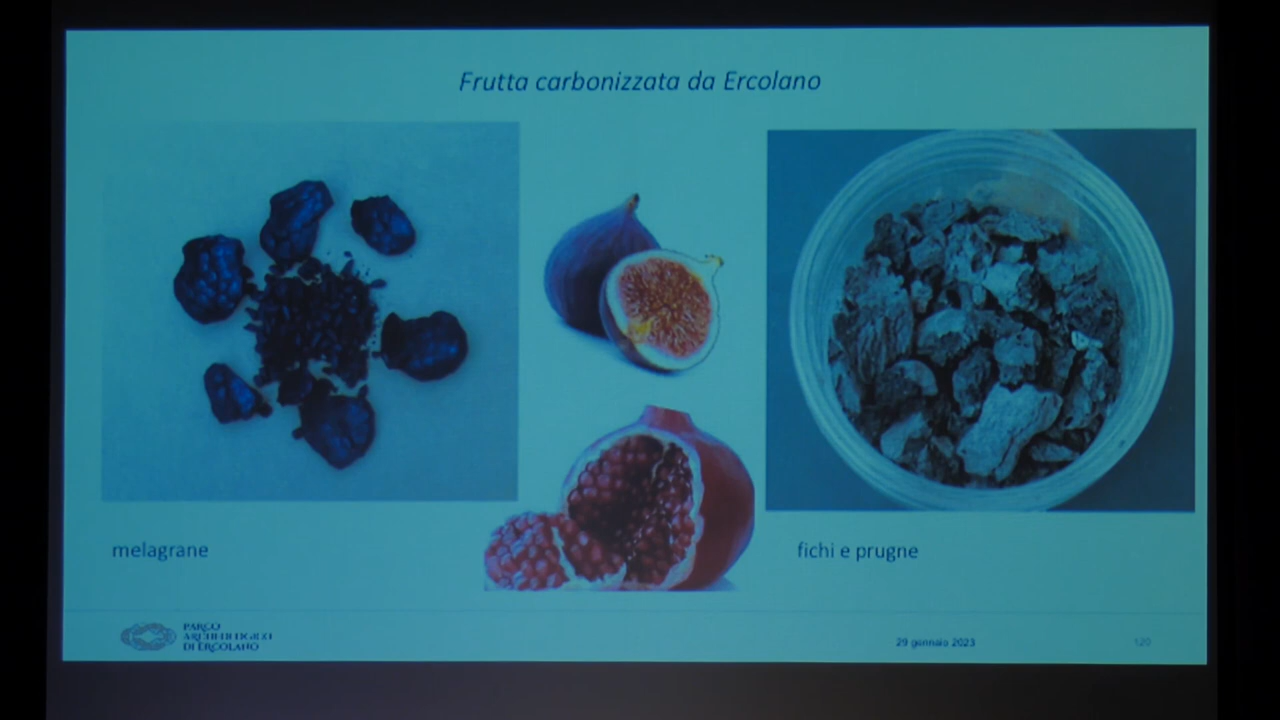 Frutta carbonizzata da Ercolano
melagrane
fichi e prugne
PARCO
ARCHEOLOGICO
DI ERCOLANO
29 gennaio 2023
120